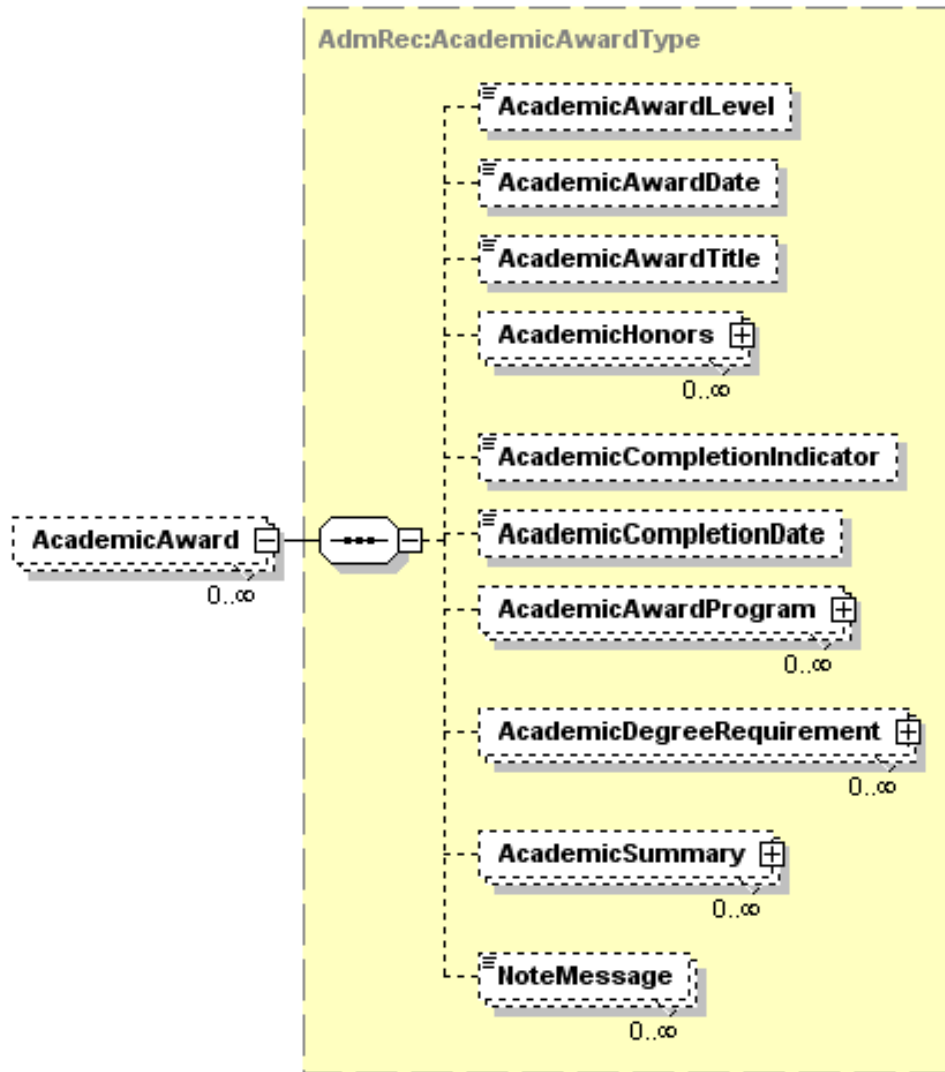 AdmRec:AcademicAwardType
AcademicAwardLevel
AcademicAwardDate
AcademicAwardTitle
AcademicHonors
0..∞
AcademicCompletionIndicator
AcademicAward
0..∞
AcademicCompletionDate
AcademicAwardProgram
0..∞
AcademicDegreeRequirement
0..∞
AcademicSummary
0..∞
NoteMessage
0..∞